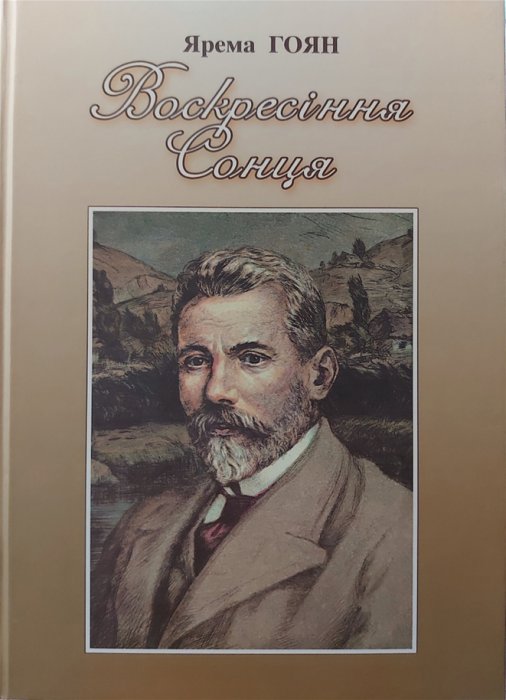 Ярема ГОЯН
Воскресіння
Сонця